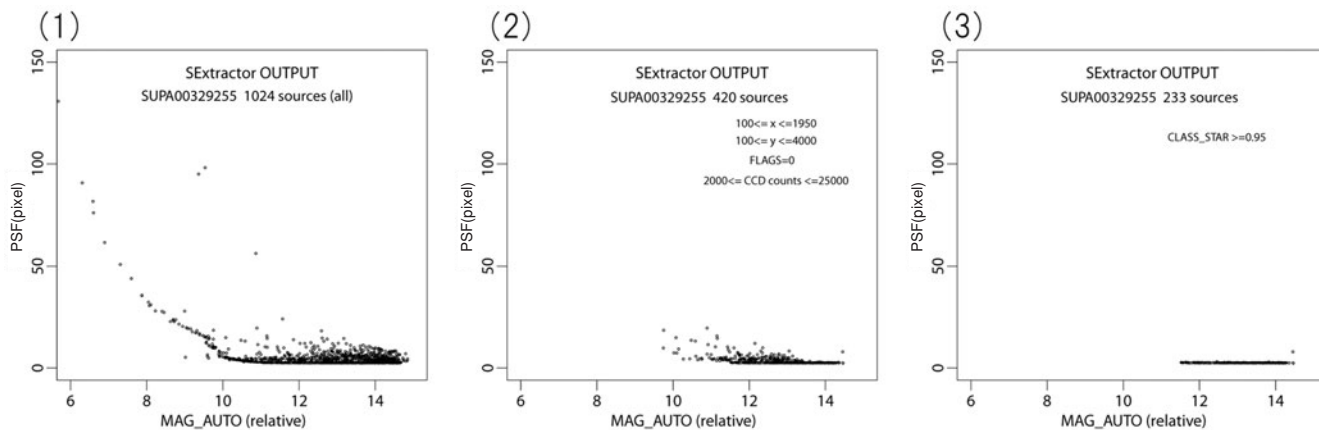 (1)
SExtractor OUTPUT
SUPA00329255 1024 sources (all)
PSF(pixel)
150
100
50
0
6 8 10 12 14
MAG_AUTO (relative)
(2)
SExtractor OUTPUT
SUPA00329255 420 sources
100<= x <=1950
100<= y <=4000
FLAGS=0
2000<= CCD counts <=25000
PSF(pixel)
150
100
50
0
6 8 10 12 14
MAG_AUTO (relative)
(3)
SExtractor OUTPUT
SUPA00329255 233 sources
CLASS_STAR >=0.95
PSF(pixel)
150
100
50
0
6 8 10 12 14
MAG_AUTO (relative)